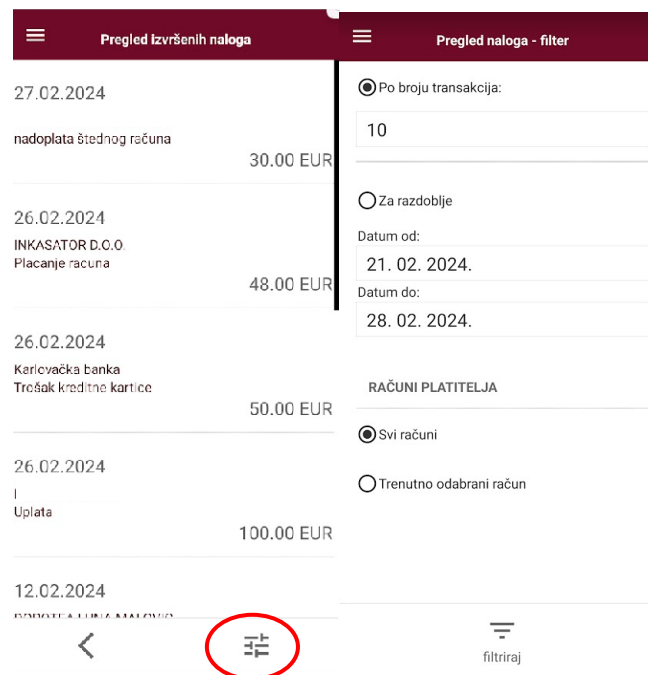 Pregled izvršenih naloga
27.02.2024
nadoplata štednog računa
30.00 EUR
26.02.2024
INKASATOR D.O.O.
Placanje racuna
48.00 EUR
26.02.2024
Karlovačka banka
Trošak kreditne kartice
50.00 EUR
26.02.2024
Uplata
100.00 EUR
12.02.2024
Pregled naloga - filter
Po broju transakcija:
10
Za razdoblje
Datum od:
21. 02. 2024.
Datum do:
28. 02. 2024.
RAČUNI PLATITELJA
Svi računi
Trenutno odabrani račun
filtriraj